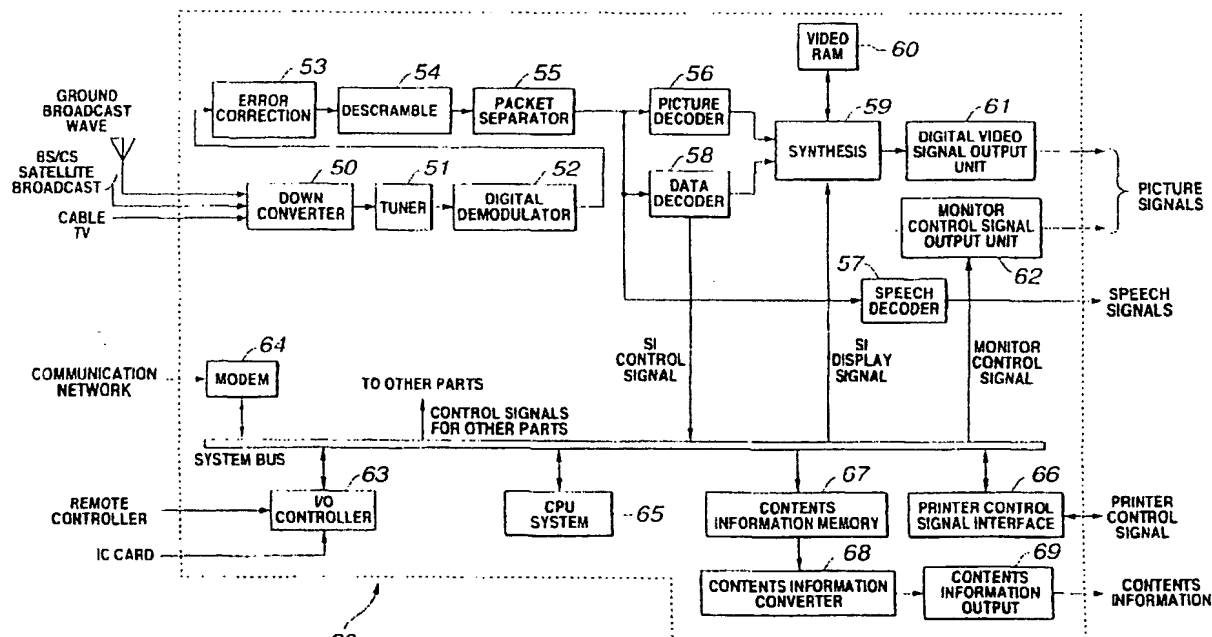 VIDEO
RAM
60
53
54
55
56
59
61
GROUND
BROADCAST
WAVE
ERROR
CORRECTION
DESCRAMBLE
PACKET
SEPARATOR
PICTURE
DECODER
SYNTHESIS
DIGITAL VIDEO
SIGNAL OUTPUT
UNIT
BS/CS
SATELLITE
BROADCAST
CABLE
TV
50
51
52
58
DOWN
CONVERTER
TUNER
DIGITAL
DEMODULATOR
DATA
DECODER
MONITOR
CONTROL SIGNAL
OUTPUT UNIT
62
PICTURE
SIGNALS
57
SPEECH
DECODER
SPEECH
SIGNALS
64
COMMUNICATION
NETWORK
MODEM
TO OTHER PARTS
CONTROL SIGNALS
FOR OTHER PARTS
SI
CONTROL
SIGNAL
SI
DISPLAY
SIGNAL
MONITOR
CONTROL
SIGNAL
SYSTEM BUS
63
67
66
REMOTE
CONTROLLER
I/O
CONTROLLER
CPU
SYSTEM
65
CONTENTS
INFORMATION MEMORY
PRINTER CONTROL
SIGNAL INTERFACE
PRINTER
CONTROL
SIGNAL
IC CARD
68
69
CONTENTS INFORMATION
CONVERTER
CONTENTS
INFORMATION OUTPUT
CONTENTS
INFORMATION